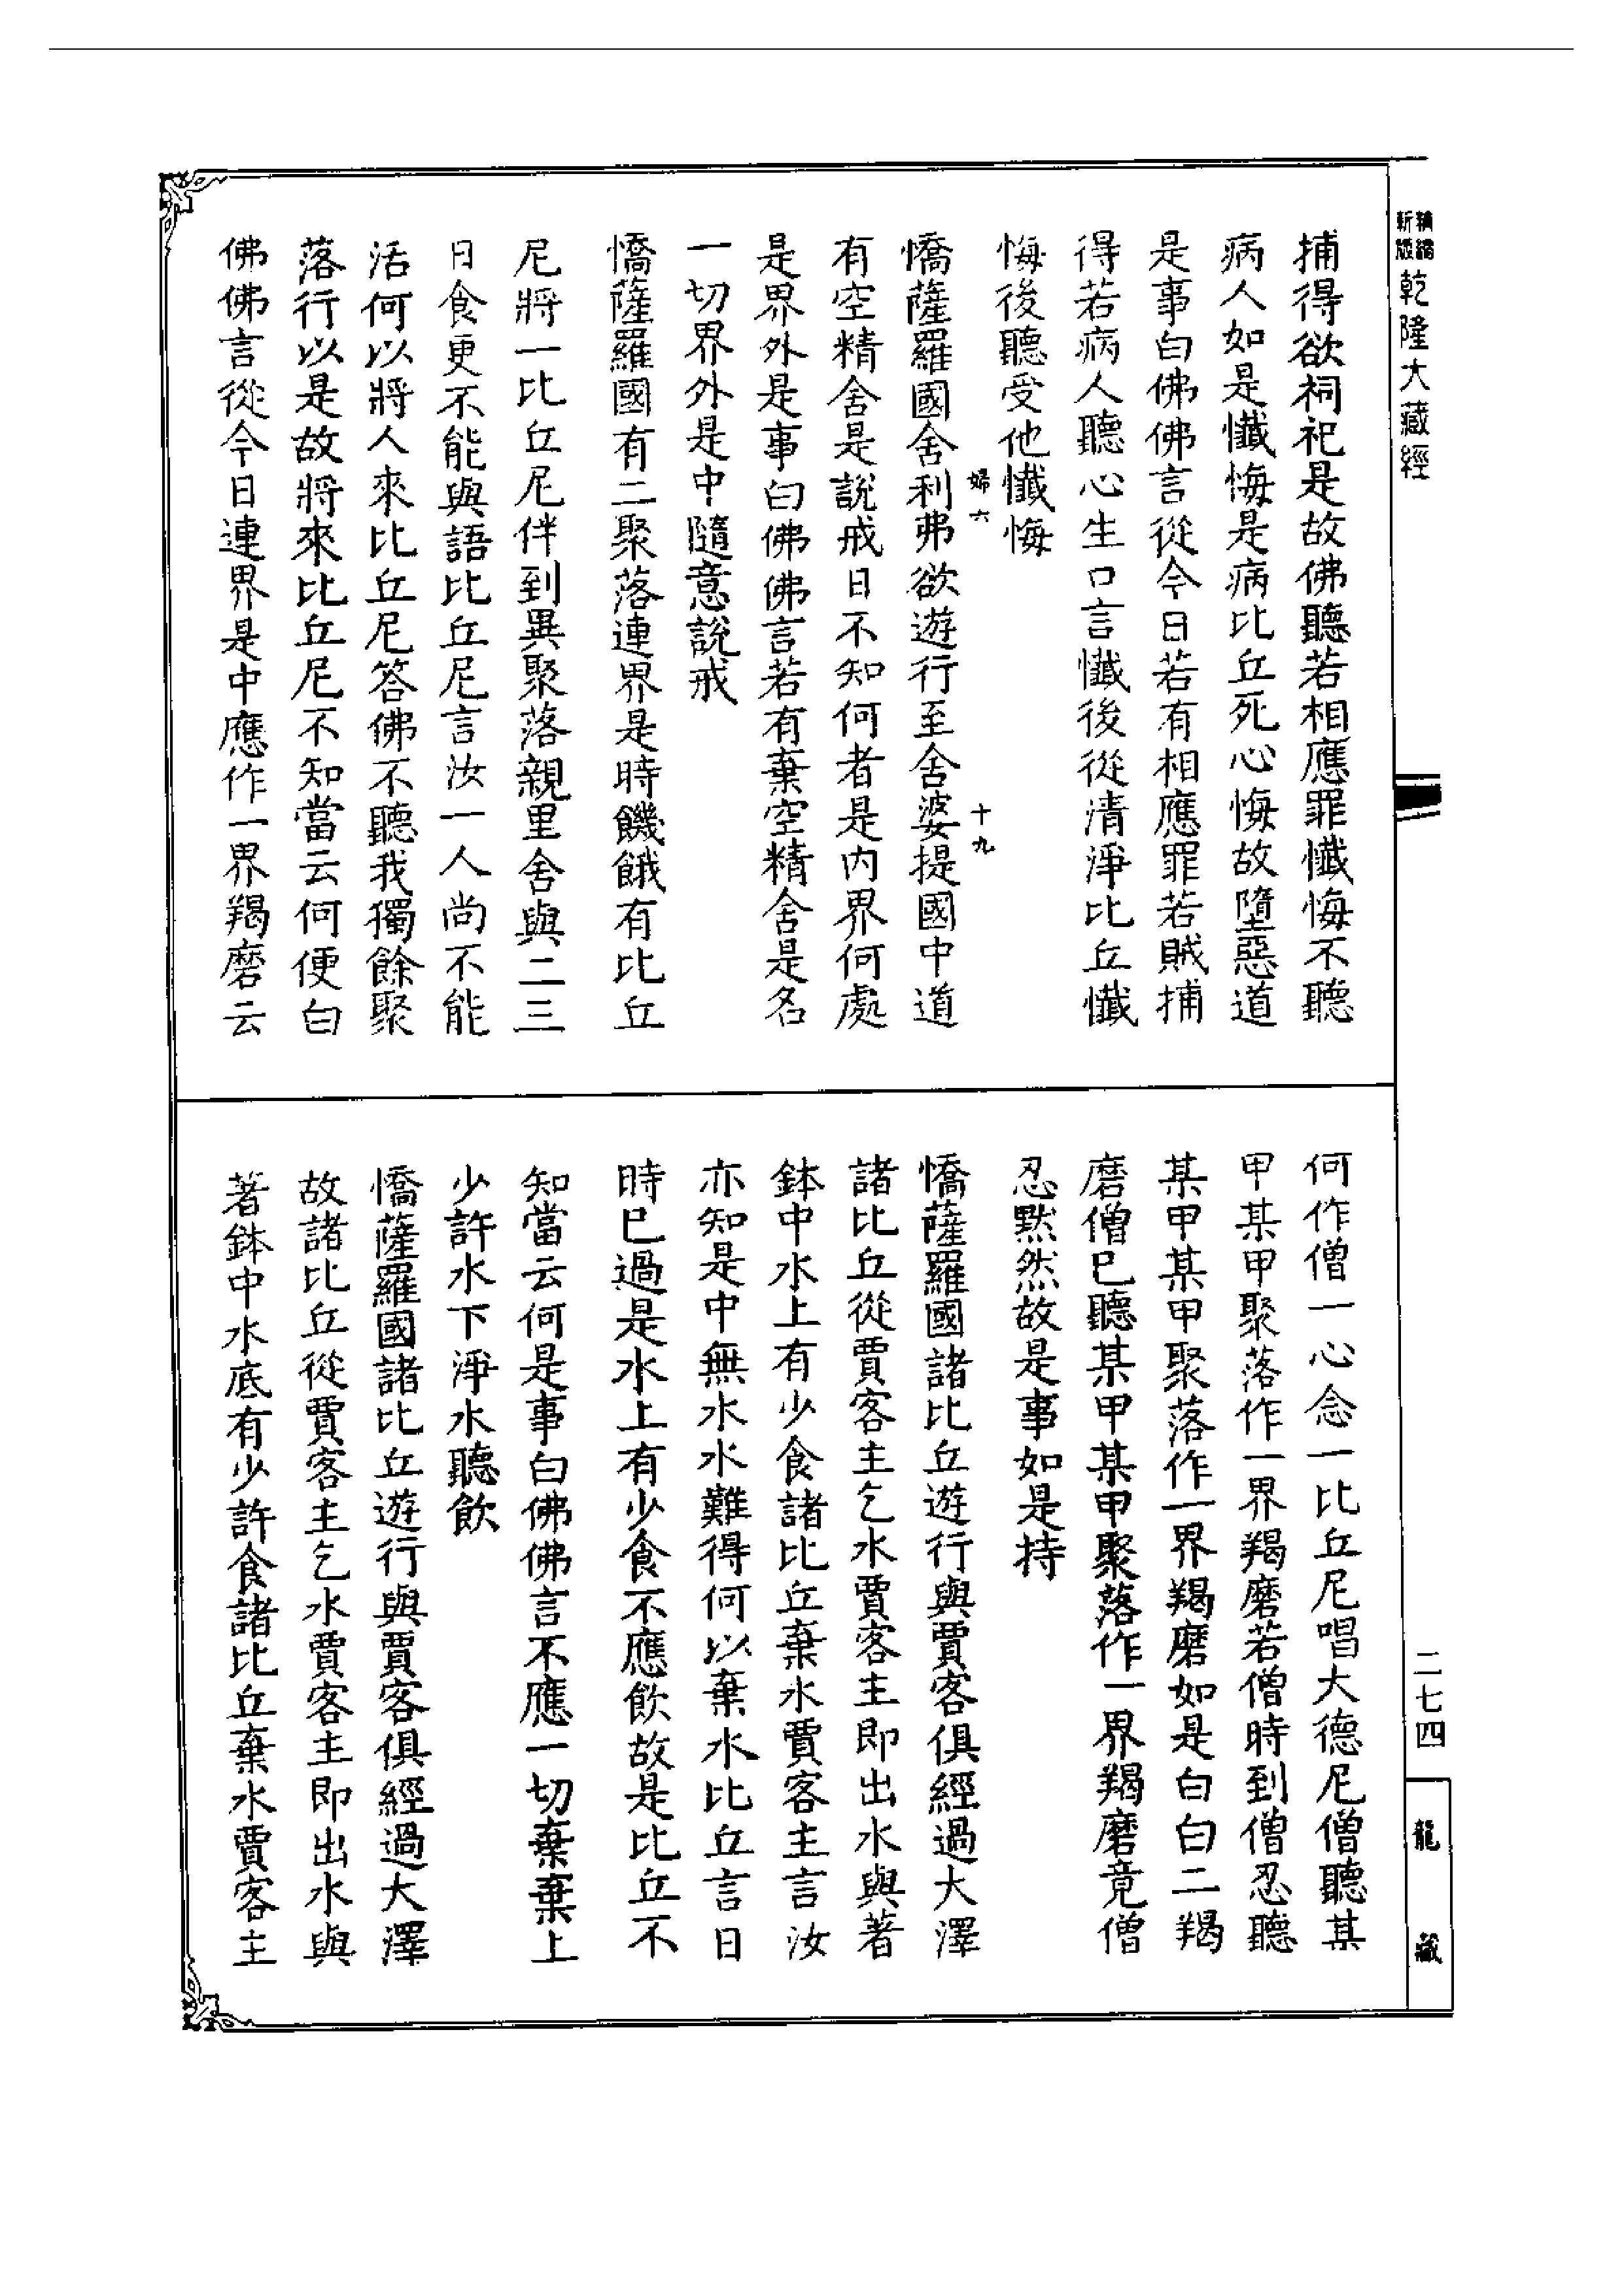 新編縮版乾隆大藏經
捕得欲祠祀是故佛聽若相應罪懺悔不聽
病人如是懺悔是病比丘死心悔故墮惡道
是事白佛佛言從今日若有相應罪若賊捕
得若病人聽心生口言懺後從清淨比丘懺
悔後聽受他懺悔
婦六
十九
憍薩羅國舍利弗欲遊行至舍婆提國中道
有空精舍是說戒日不知何者是內界何處
是界外是事白佛佛言若有棄空精舍是名
一切界外是中隨意說戒
憍薩羅國有二聚落連界是時饑餓有比丘
尼將一比丘尼伴到異聚落親里舍與二三
日食更不能與語比丘尼言汝一人尚不能
活何以將人來比丘尼答佛不聽我獨餘聚
落行以是故將來比丘尼不知當云何便白
佛佛言從今日連界是中應作一界羯磨云
何作僧一心念一比丘尼唱大德尼僧聽某
甲某甲聚落作一界羯磨若僧時到僧忍聽
某甲某甲聚落作一界羯磨如是白白二羯
磨僧巳聽某甲某甲聚落作一界羯磨竟僧
忍默然故是事如是持
憍薩羅國諸比丘遊行與賈客俱經過大澤
諸比丘從賈客主乞水賈客主即出水與著
鉢中水上有少食諸比丘棄水賈客主言汝
亦知是中無水水難得何以棄水比丘言日
時巳過是水上有少食不應飲故是比丘不
知當云何是事白佛佛言不應一切棄棄上
少許水下淨水聽飲
憍薩羅國諸比丘遊行與賈客俱經過大澤
故諸比丘從賈客主乞水賈客主即出水與
著鉢中水底有少許食諸比丘棄水賈客主
二七四
龍藏